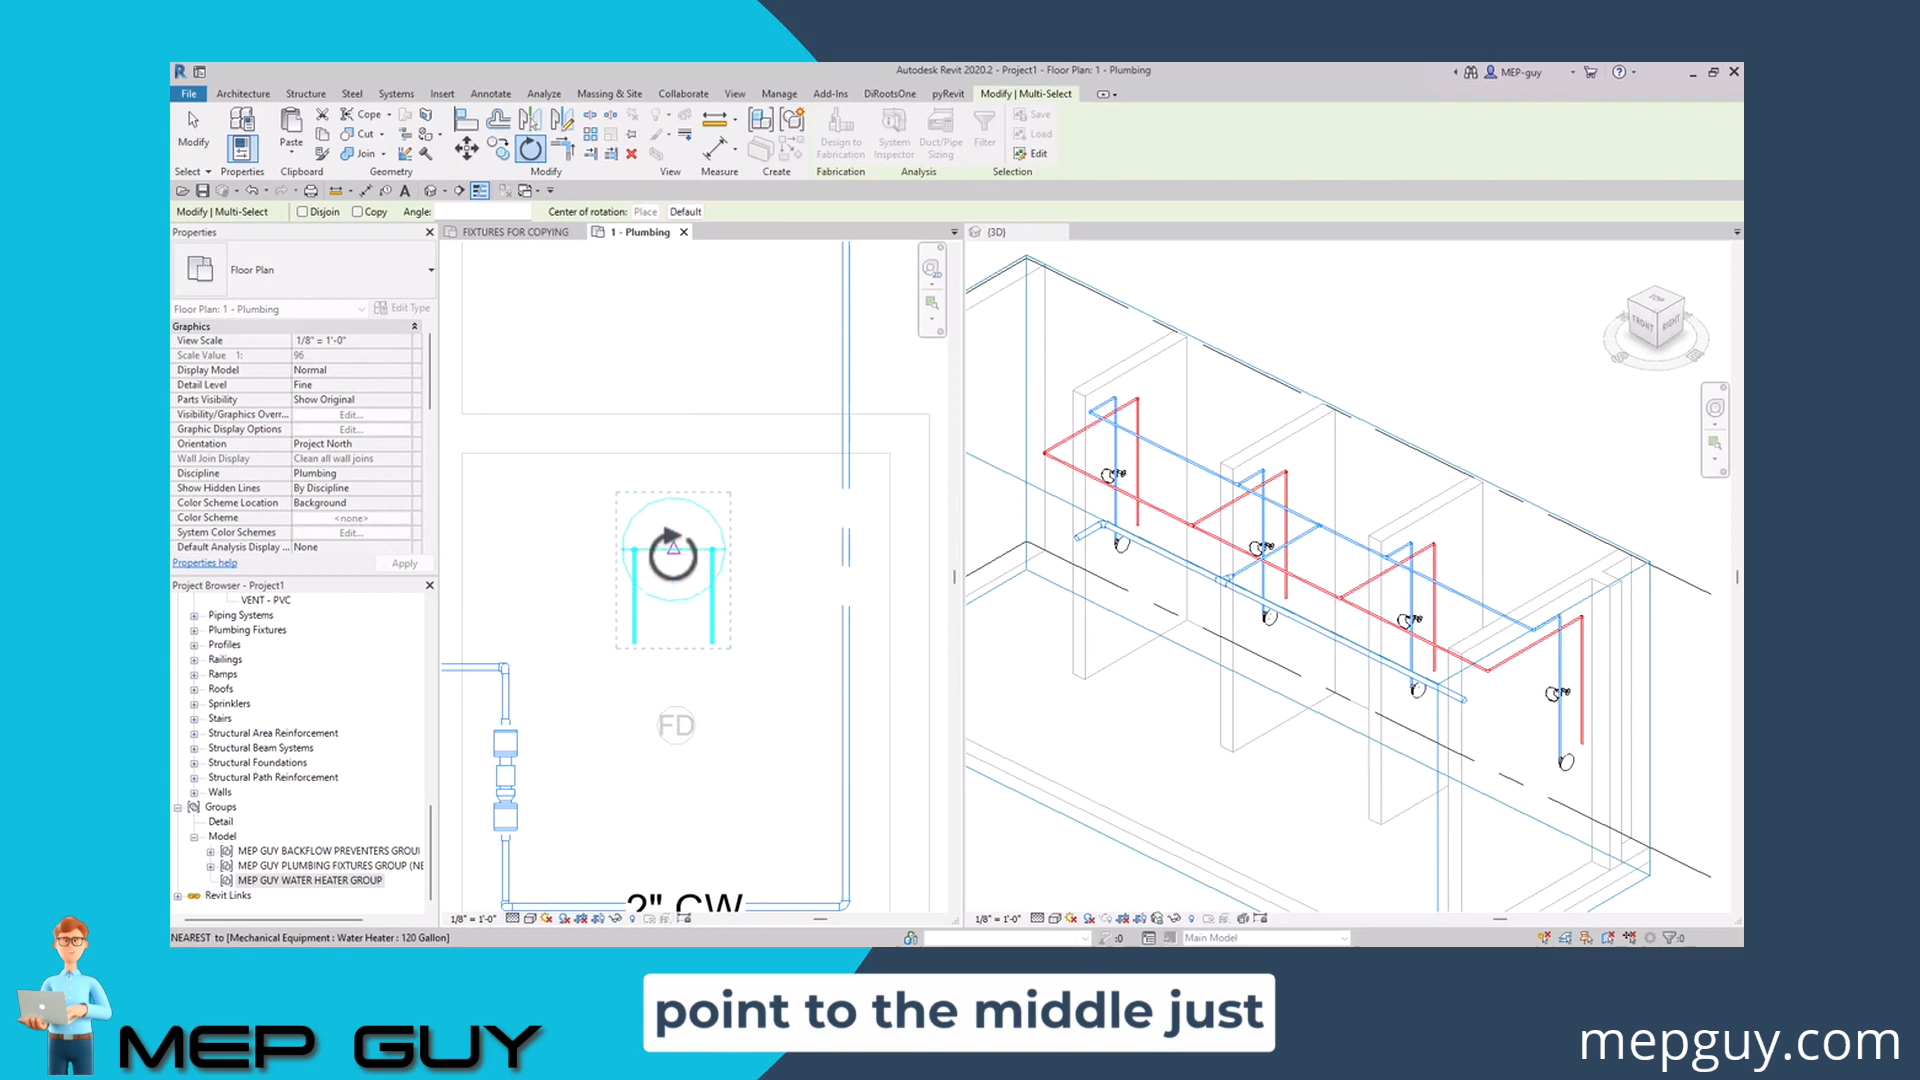 Autodesk Revit 2020.2 - Project1 - Floor Plan: 1 - Plumbing
MEP-guy
File Architecture Structure Steel Systems Insert Annotate Analyze Massing & Site Collaborate View Manage Add-Ins DiRootsOne pyRevit Modify | Multi-Select
Modify
Paste
Cope
Cut
Join
Design to Fabrication
System Inspector
Duct/Pipe Sizing
Filter
Save
Load
Edit
Select Properties Clipboard Geometry Modify View Measure Create Fabrication Analysis Selection
Modify | Multi-Select Disjoin Copy Angle: Center of rotation: Place Default
Properties
Floor Plan
Floor Plan: 1 - Plumbing Edit Type
Graphics
View Scale 1/8" = 1'-0"
Scale Value 1: 96
Display Model Normal
Detail Level Fine
Parts Visibility Show Original
Visibility/Graphics Overr... Edit...
Graphic Display Options Edit...
Orientation Project North
Wall Join Display Clean all wall joins
Discipline Plumbing
Show Hidden Lines By Discipline
Color Scheme Location Background
Color Scheme <none>
System Color Schemes Edit...
Default Analysis Display ... None
Properties help Apply
Project Browser - Project1
VENT - PVC
Piping Systems
Plumbing Fixtures
Profiles
Railings
Ramps
Roofs
Sprinklers
Stairs
Structural Area Reinforcement
Structural Beam Systems
Structural Foundations
Structural Path Reinforcement
Walls
Groups
Detail
Model
MEP GUY BACKFLOW PREVENTERS GROUI
MEP GUY PLUMBING FIXTURES GROUP (NE
MEP GUY WATER HEATER GROUP
Revit Links
FIXTURES FOR COPYING
1 - Plumbing
FD
2" CW
1/8" = 1'-0"
{3D}
TOP
FRONT
RIGHT
1/8" = 1'-0"
NEAREST to [Mechanical Equipment : Water Heater : 120 Gallon]
:0
Main Model
:0
point to the middle just
MEP GUY
mepguy.com